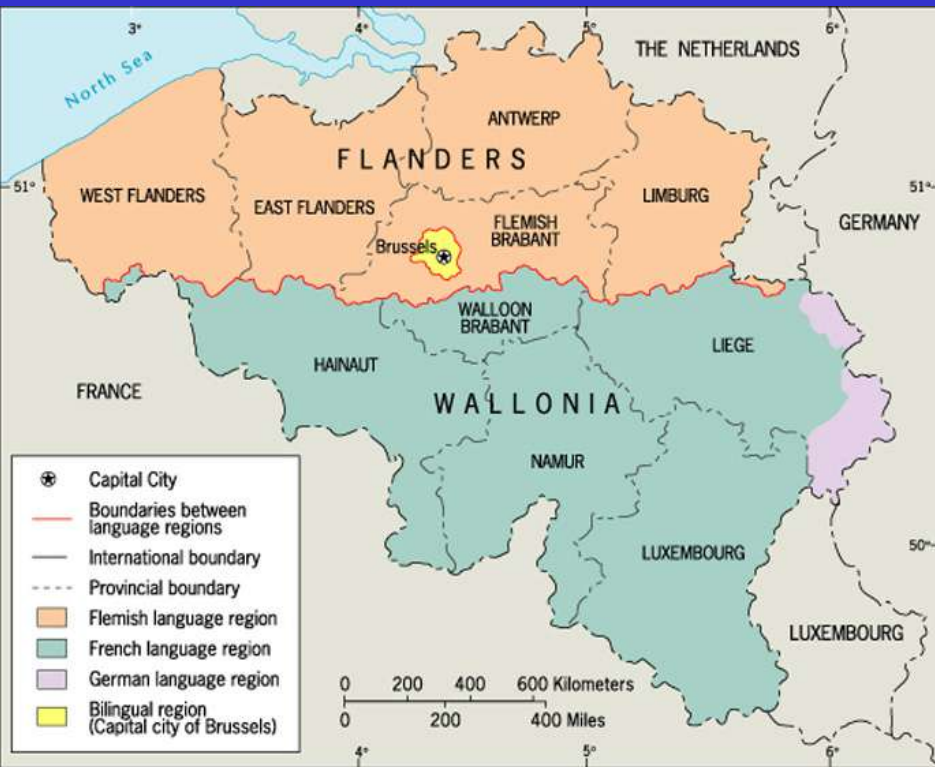 3°
4°
5°
6°
THE NETHERLANDS
North Sea
ANTWERP
FLANDERS
51°
51°
WEST FLANDERS
EAST FLANDERS
LIMBURG
GERMANY
FLEMISH
BRABANT
Brussels
WALLOON
BRABANT
LIEGE
HAINAUT
FRANCE
WALLONIA
NAMUR
50°
LUXEMBOURG
LUXEMBOURG
Capital City
Boundaries between
language regions
International boundary
Provincial boundary
Flemish language region
French language region
German language region
Bilingual region
(Capital city of Brussels)
0 200 400 600 Kilometers
0 200 400 Miles
4°
5°
6°